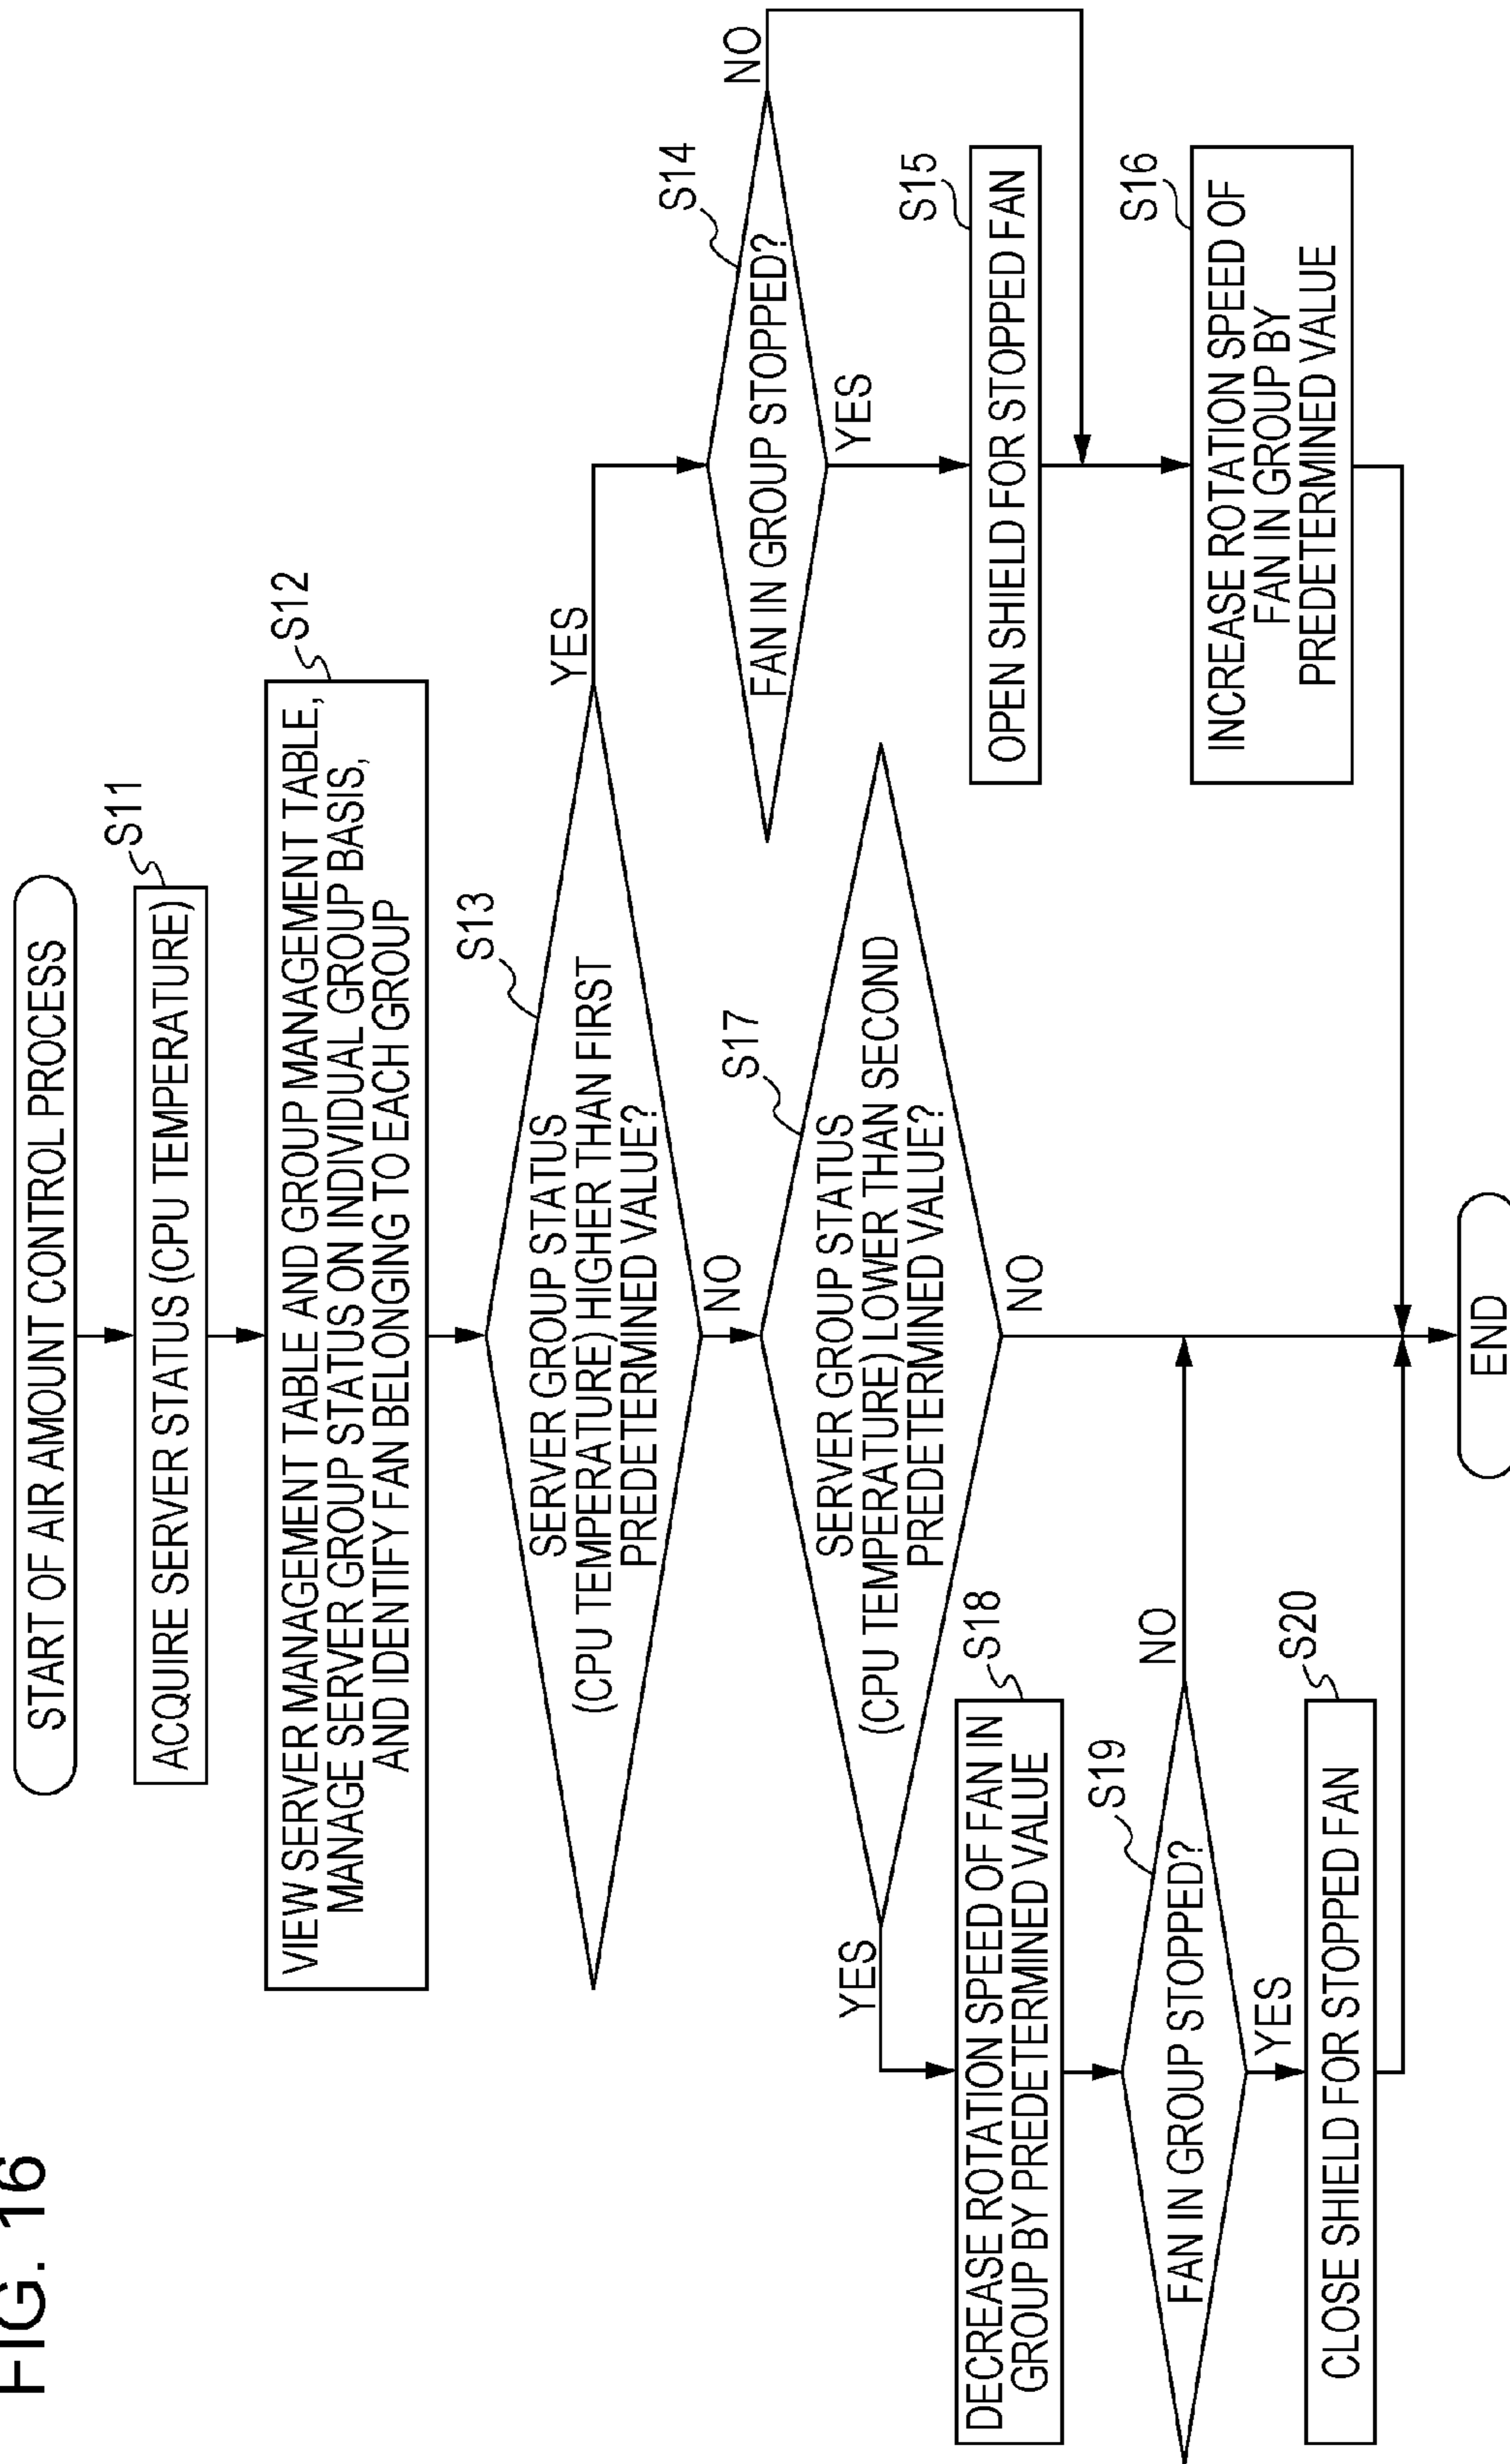 FIG. 16
START OF AIR AMOUNT CONTROL PROCESS
S11
ACQUIRE SERVER STATUS (CPU TEMPERATURE)
S12
VIEW SERVER MANAGEMENT TABLE AND GROUP MANAGEMENT TABLE,
MANAGE SERVER GROUP STATUS ON INDIVIDUAL GROUP BASIS,
AND IDENTIFY FAN BELONGING TO EACH GROUP
S13
SERVER GROUP STATUS
(CPU TEMPERATURE) HIGHER THAN FIRST
PREDETERMINED VALUE?
YES
NO
S14
FAN IN GROUP STOPPED?
NO
YES
S15
OPEN SHIELD FOR STOPPED FAN
S16
INCREASE ROTATION SPEED OF
FAN IN GROUP BY
PREDETERMINED VALUE
S17
SERVER GROUP STATUS
(CPU TEMPERATURE) LOWER THAN SECOND
PREDETERMINED VALUE?
YES
NO
S18
DECREASE ROTATION SPEED OF FAN IN
GROUP BY PREDETERMINED VALUE
S19
FAN IN GROUP STOPPED?
NO
YES
S20
CLOSE SHIELD FOR STOPPED FAN
END